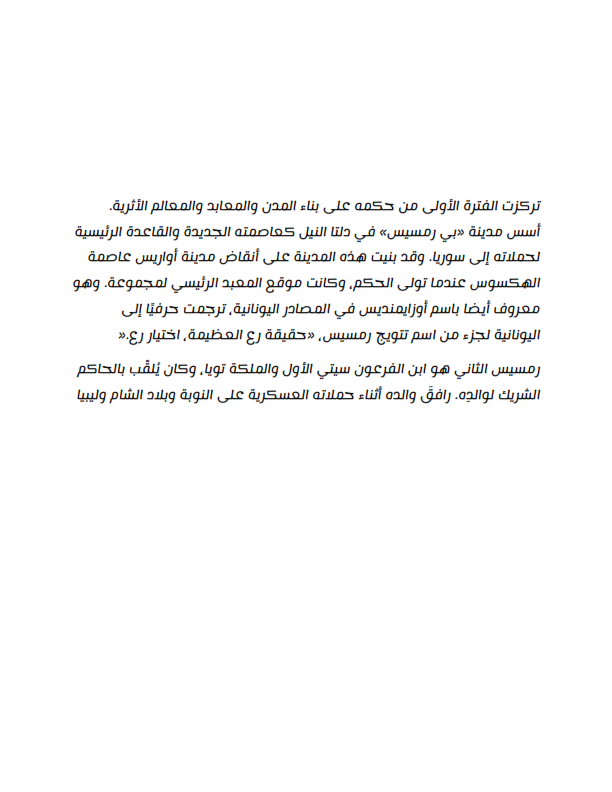 تركزت الفترة الأولى من حكمه على بناء المدن والمعابد والمعالم الأثرية.
أسس مدينة «بي رمسيس» في دلتا النيل كعاصمته الجديدة والقاعدة الرئيسية
لحملاته إلى سوريا. وقد بنيت هذه المدينة على أنقاض مدينة أواريس عاصمة
الهكسوس عندما تولى الحكم، وكانت موقع المعبد الرئيسي لمجموعة. وهو
معروف أيضا باسم أوزايمنديس في المصادر اليونانية، ترجمت حرفيًا إلى
اليونانية لجزء من اسم تتويج رمسيس، «حقيقة رع العظيمة، اختيار رع.«
رمسيس الثاني هو ابن الفرعون سيتي الأول والملكة تويا، وكان يُلقَّب بالحاكم
الشريك لوالدِه. رافقَ والده أثناء حملاته العسكرية على النوبة وبلاد الشام وليبيا